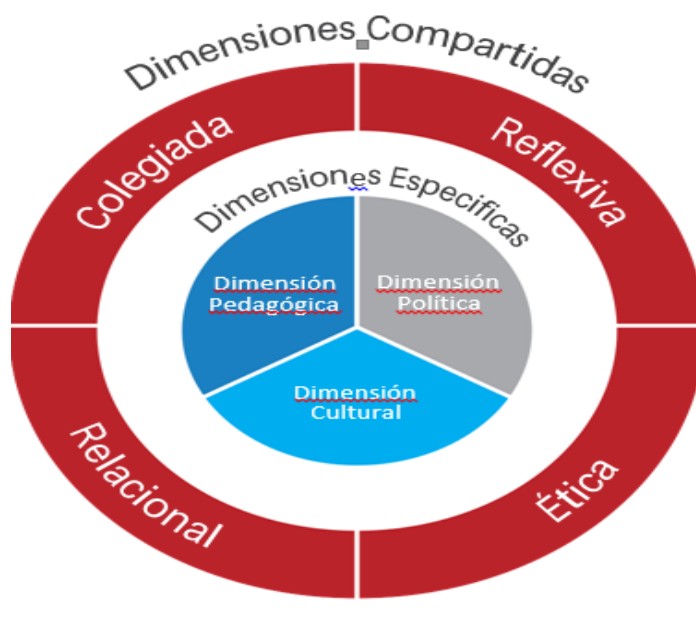 Dimensiones Compartidas
Colegiada
Reflexiva
Dimensiones Especificas
Dimensión
Pedagógica
Dimensión
Política
Dimensión
Cultural
Relacional
Ética